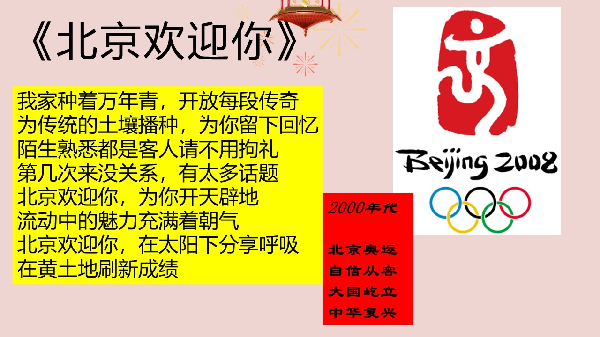 《北京欢迎你》
我家种着万年青，开放每段传奇
为传统的土壤播种，为你留下回忆
陌生熟悉都是客人请不用拘礼
第几次来没关系，有太多话题
北京欢迎你，为你开天辟地
流动中的魅力充满着朝气
北京欢迎你，在太阳下分享呼吸
在黄土地刷新成绩
Beijing 2008
2000年代
北京奥运
自信从容
大国屹立
中华复兴